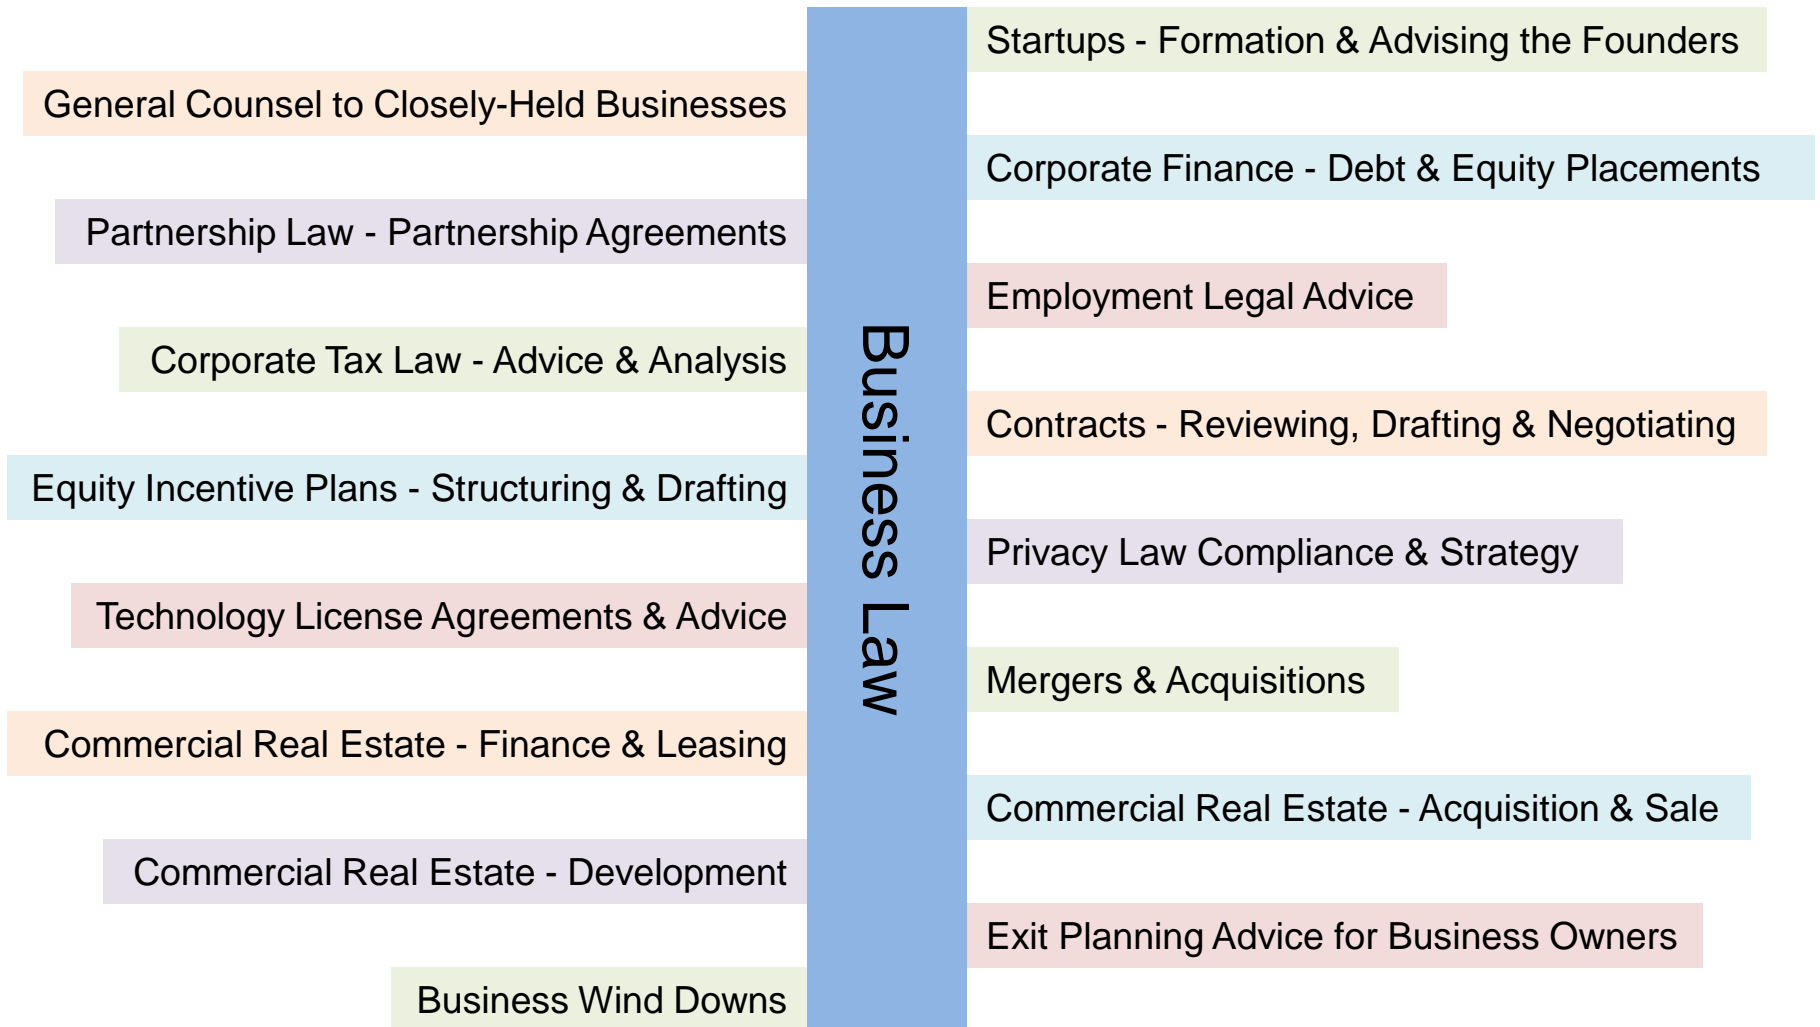 Startups - Formation & Advising the Founders
General Counsel to Closely-Held Businesses
Corporate Finance - Debt & Equity Placements
Partnership Law - Partnership Agreements
Employment Legal Advice
Corporate Tax Law - Advice & Analysis
Business Law
Contracts - Reviewing, Drafting & Negotiating
Equity Incentive Plans - Structuring & Drafting
Privacy Law Compliance & Strategy
Technology License Agreements & Advice
Mergers & Acquisitions
Commercial Real Estate - Finance & Leasing
Commercial Real Estate - Acquisition & Sale
Commercial Real Estate - Development
Exit Planning Advice for Business Owners
Business Wind Downs